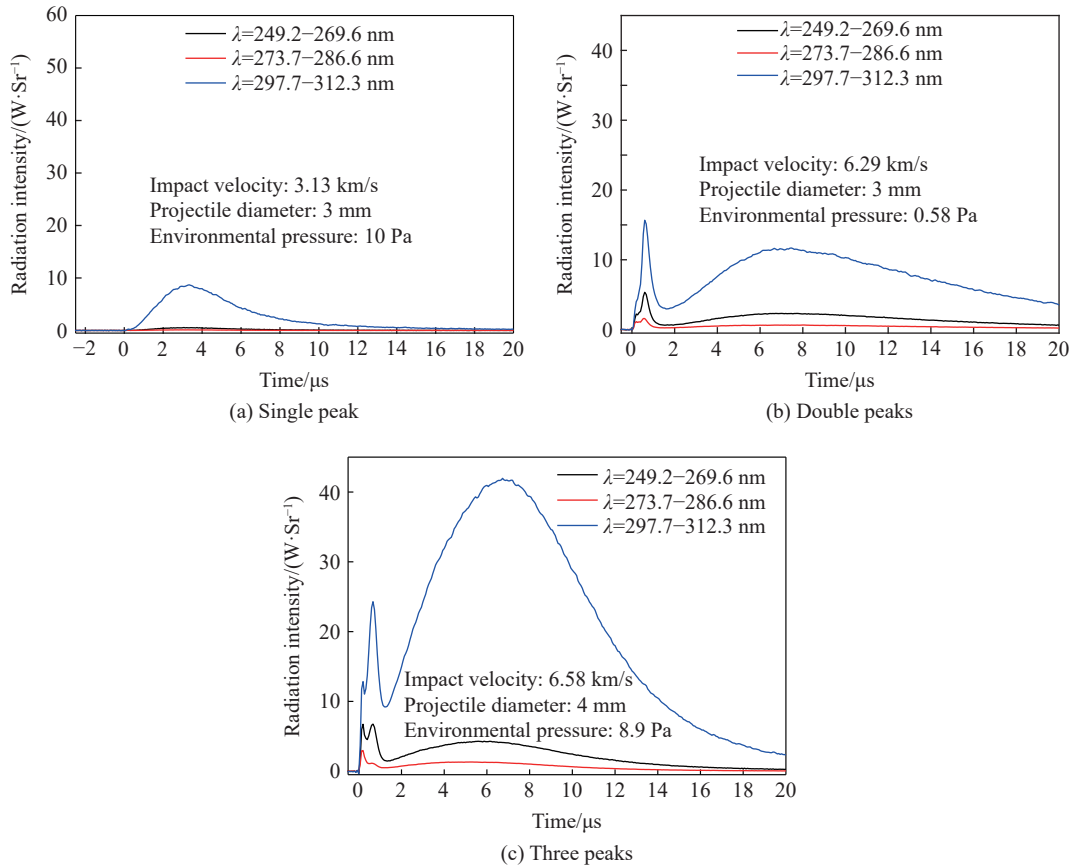 60
50
40
30
20
10
0
Radiation intensity/(W·Sr⁻¹)
λ=249.2−269.6 nm
λ=273.7−286.6 nm
λ=297.7−312.3 nm
Impact velocity: 3.13 km/s
Projectile diameter: 3 mm
Environmental pressure: 10 Pa
−2 0 2 4 6 8 10 12 14 16 18 20
Time/μs
(a) Single peak
40
30
20
10
0
Radiation intensity/(W·Sr⁻¹)
λ=249.2−269.6 nm
λ=273.7−286.6 nm
λ=297.7−312.3 nm
Impact velocity: 6.29 km/s
Projectile diameter: 3 mm
Environmental pressure: 0.58 Pa
0 2 4 6 8 10 12 14 16 18 20
Time/μs
(b) Double peaks
40
30
20
10
0
Radiation intensity/(W·Sr⁻¹)
λ=249.2−269.6 nm
λ=273.7−286.6 nm
λ=297.7−312.3 nm
Impact velocity: 6.58 km/s
Projectile diameter: 4 mm
Environmental pressure: 8.9 Pa
0 2 4 6 8 10 12 14 16 18 20
Time/μs
(c) Three peaks